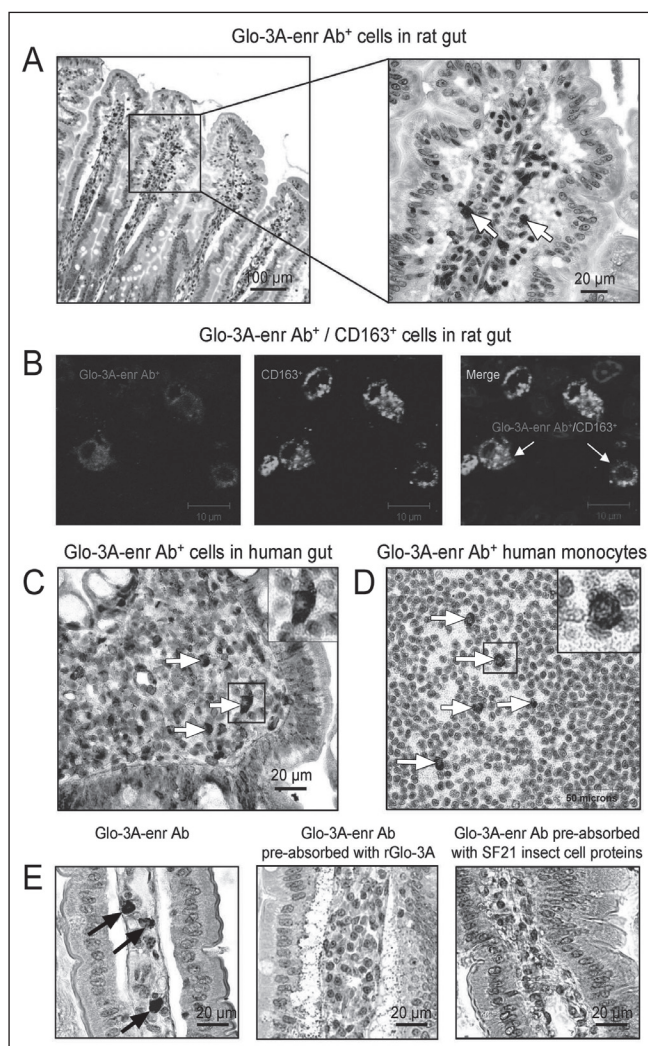 Glo-3A-enr Ab⁺ cells in rat gut
A
100 µm
20 µm
Glo-3A-enr Ab⁺ / CD163⁺ cells in rat gut
B
Glo-3A-enr Ab⁺
CD163⁺
Merge
Glo-3A-enr Ab⁺/CD163⁺
10 µm
10 µm
10 µm
Glo-3A-enr Ab⁺ cells in human gut
C
20 µm
Glo-3A-enr Ab⁺ human monocytes
D
50 microns
E
Glo-3A-enr Ab
20 µm
Glo-3A-enr Ab
pre-absorbed with rGlo-3A
20 µm
Glo-3A-enr Ab pre-absorbed
with SF21 insect cell proteins
20 µm